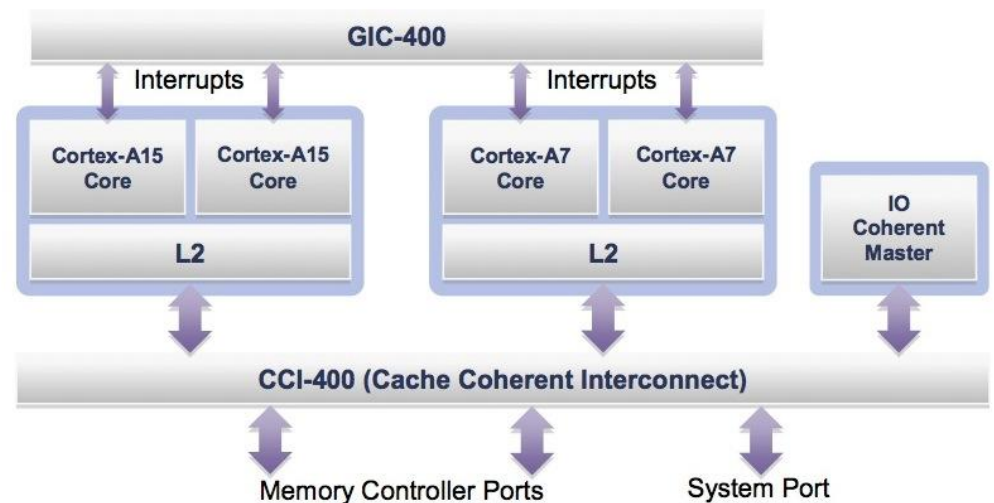 GIC-400
Interrupts
Interrupts
Cortex-A15
Core
Cortex-A15
Core
Cortex-A7
Core
Cortex-A7
Core
L2
L2
IO
Coherent
Master
CCI-400 (Cache Coherent Interconnect)
Memory Controller Ports
System Port